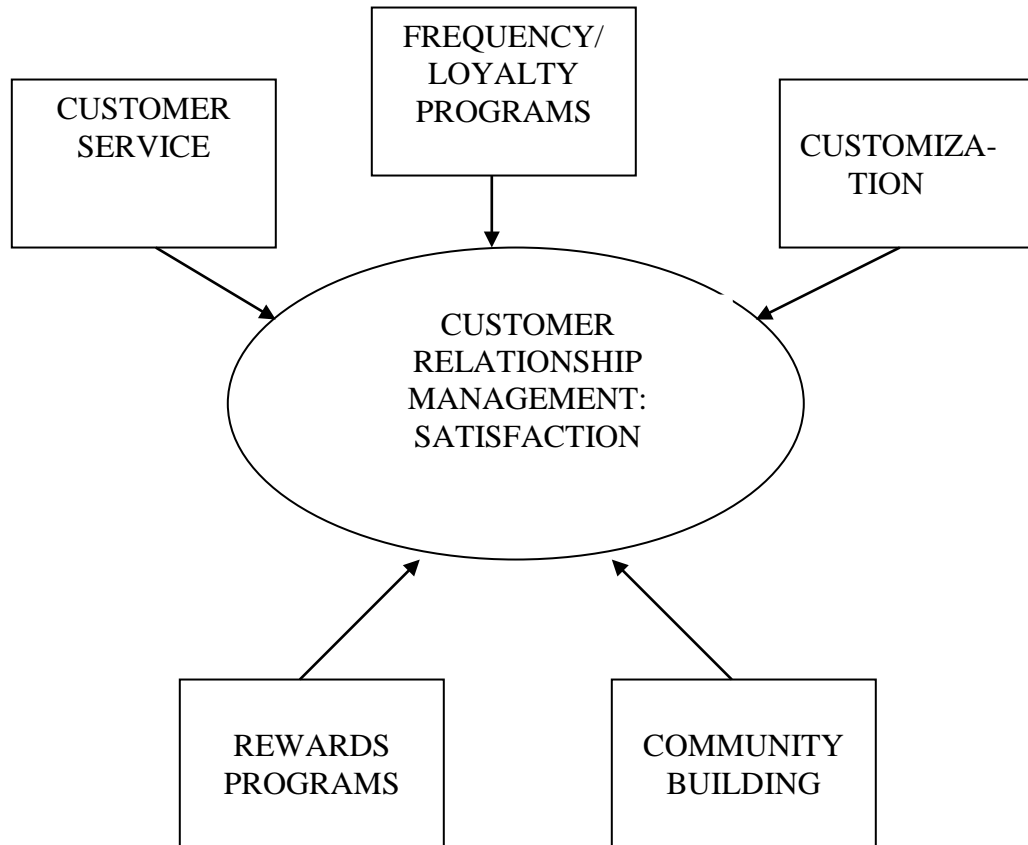 FREQUENCY/
LOYALTY
PROGRAMS
CUSTOMER
SERVICE
CUSTOMIZA-
TION
CUSTOMER
RELATIONSHIP
MANAGEMENT:
SATISFACTION
REWARDS
PROGRAMS
COMMUNITY
BUILDING